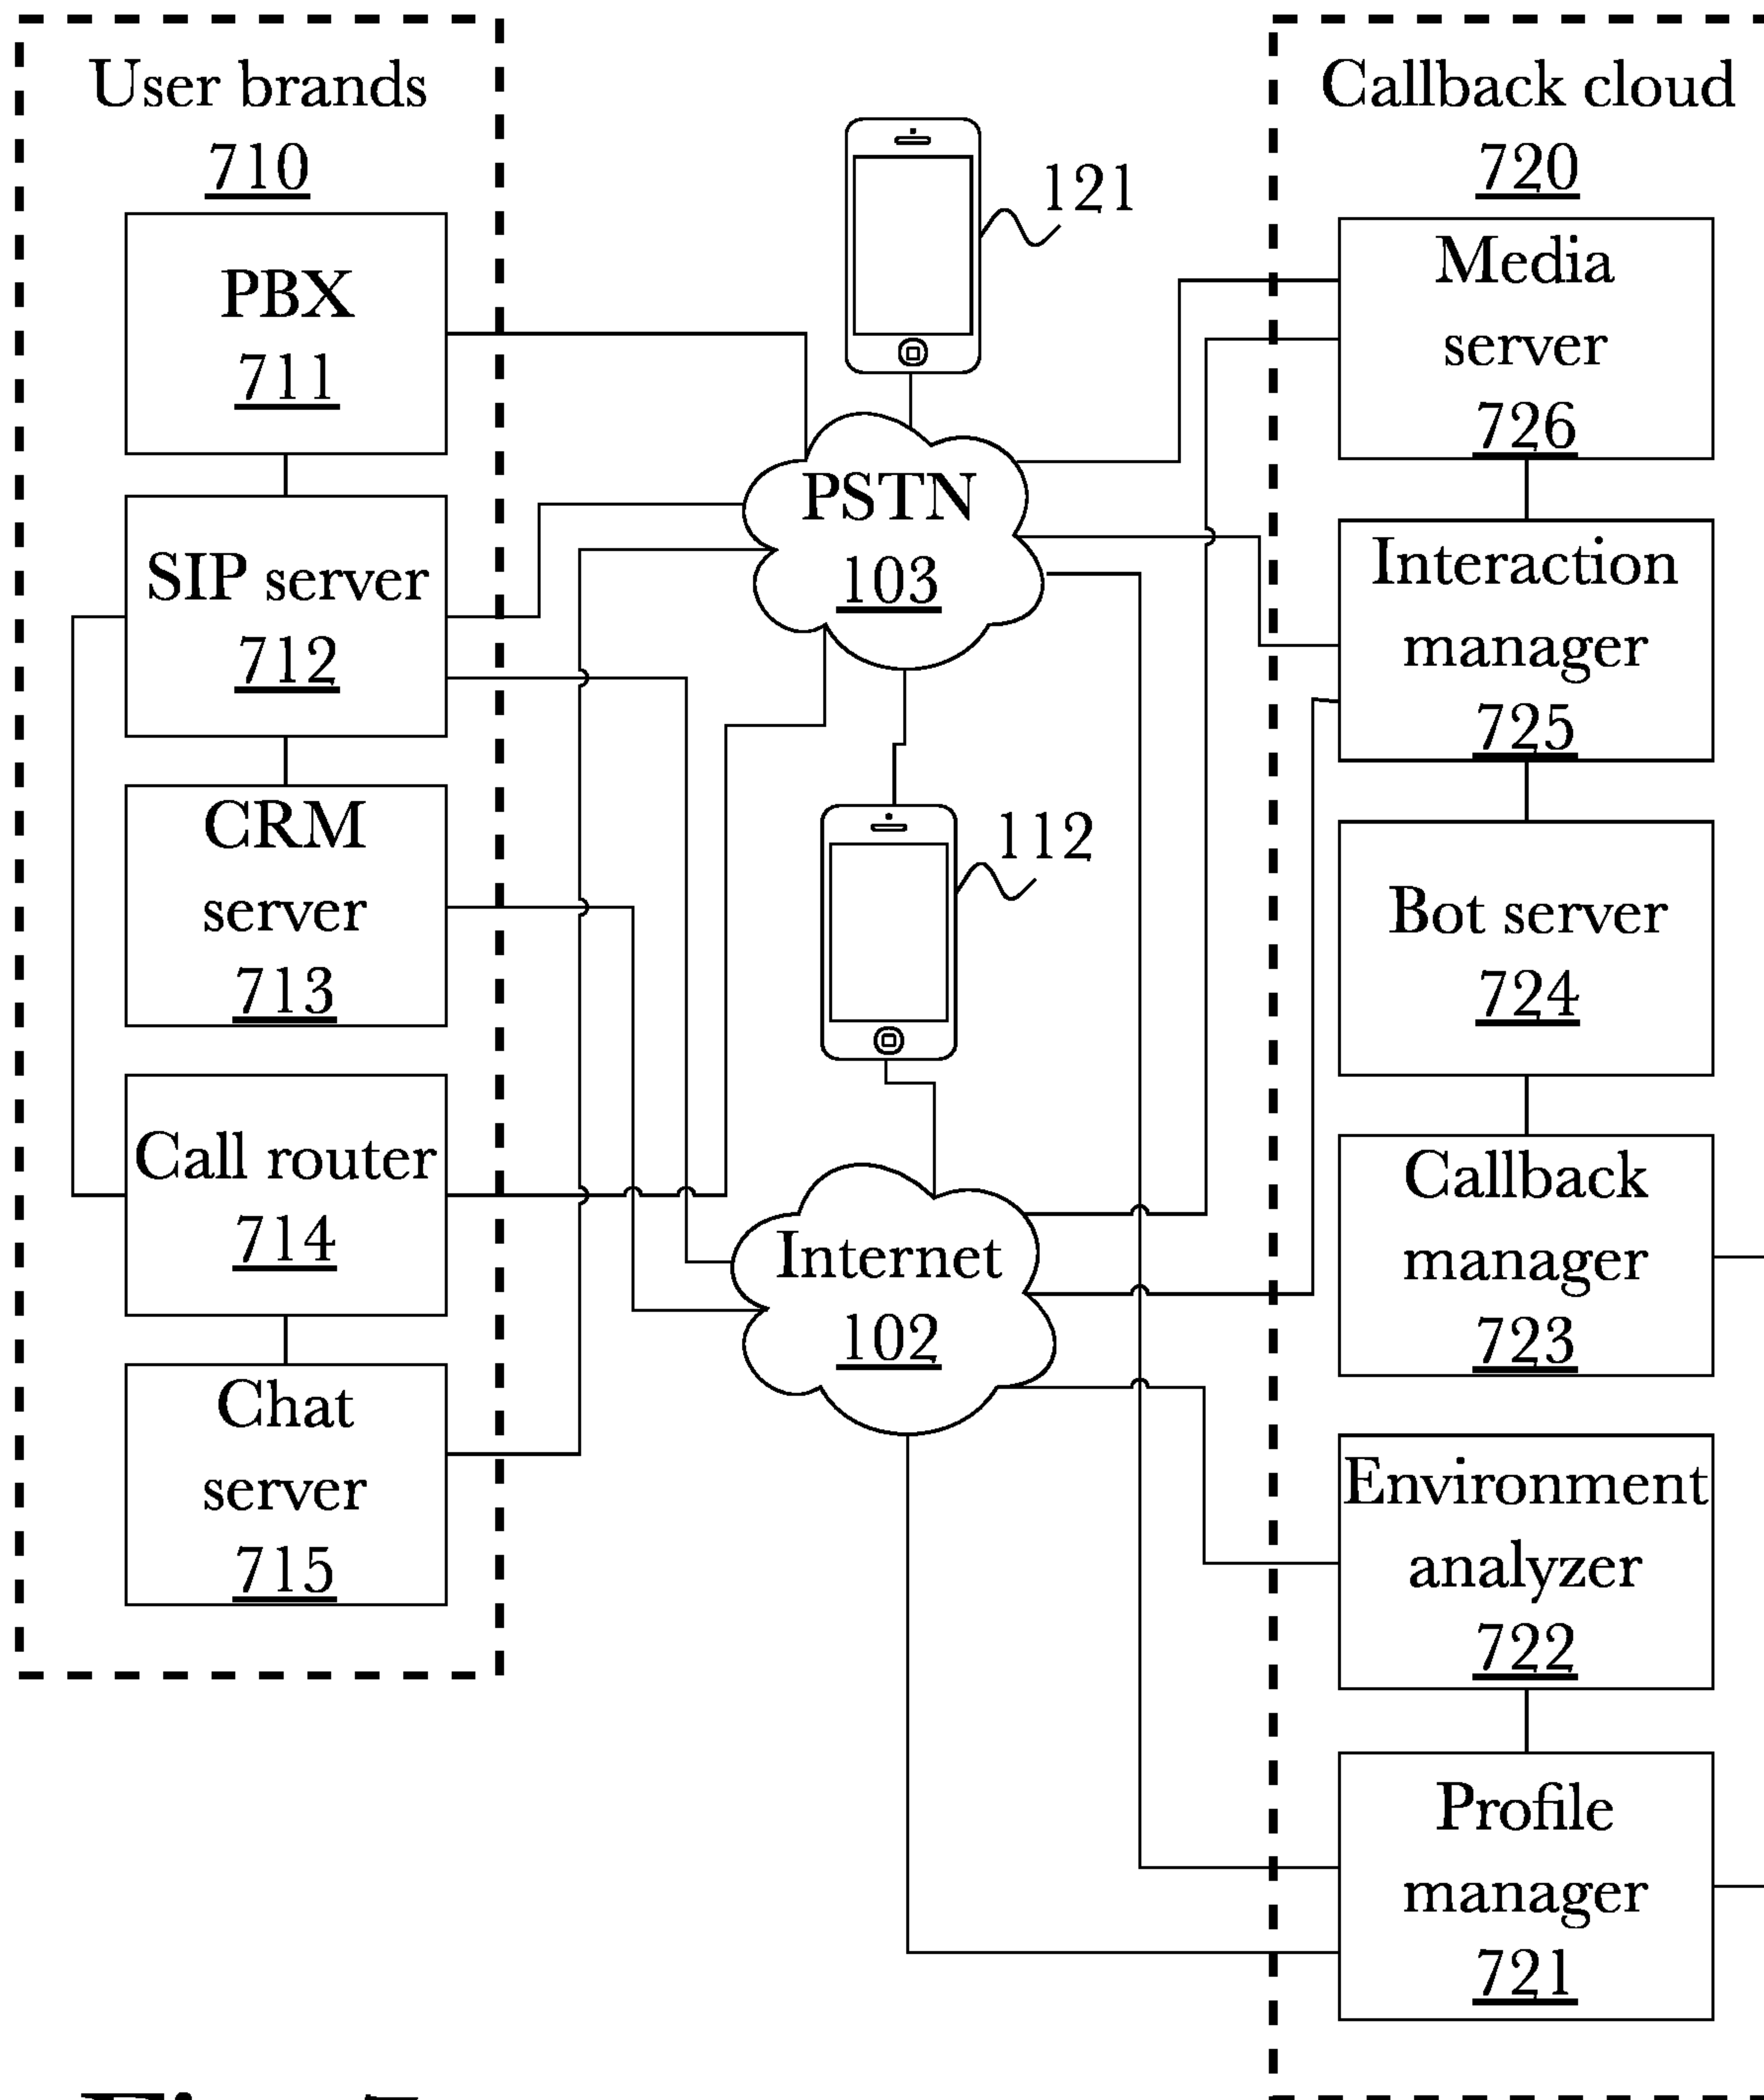 User brands
710
PBX
711
SIP server
712
CRM
server
713
Call router
714
Chat
server
715
121
PSTN
103
112
Internet
102
Callback cloud
720
Media
server
726
Interaction
manager
725
Bot server
724
Callback
manager
723
Environment
analyzer
722
Profile
manager
721